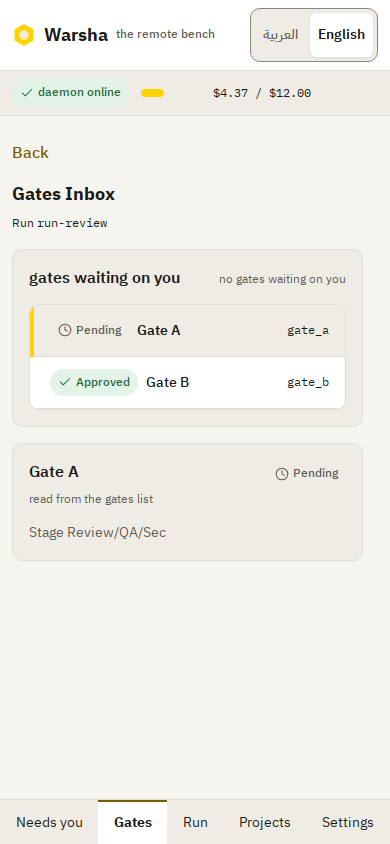 Warsha the remote bench العربية English
daemon online $4.37 / $12.00
Back
Gates Inbox
Run run-review
gates waiting on you no gates waiting on you
Pending Gate A gate_a
Approved Gate B gate_b
Gate A Pending
read from the gates list
Stage Review/QA/Sec
Needs you Gates Run Projects Settings